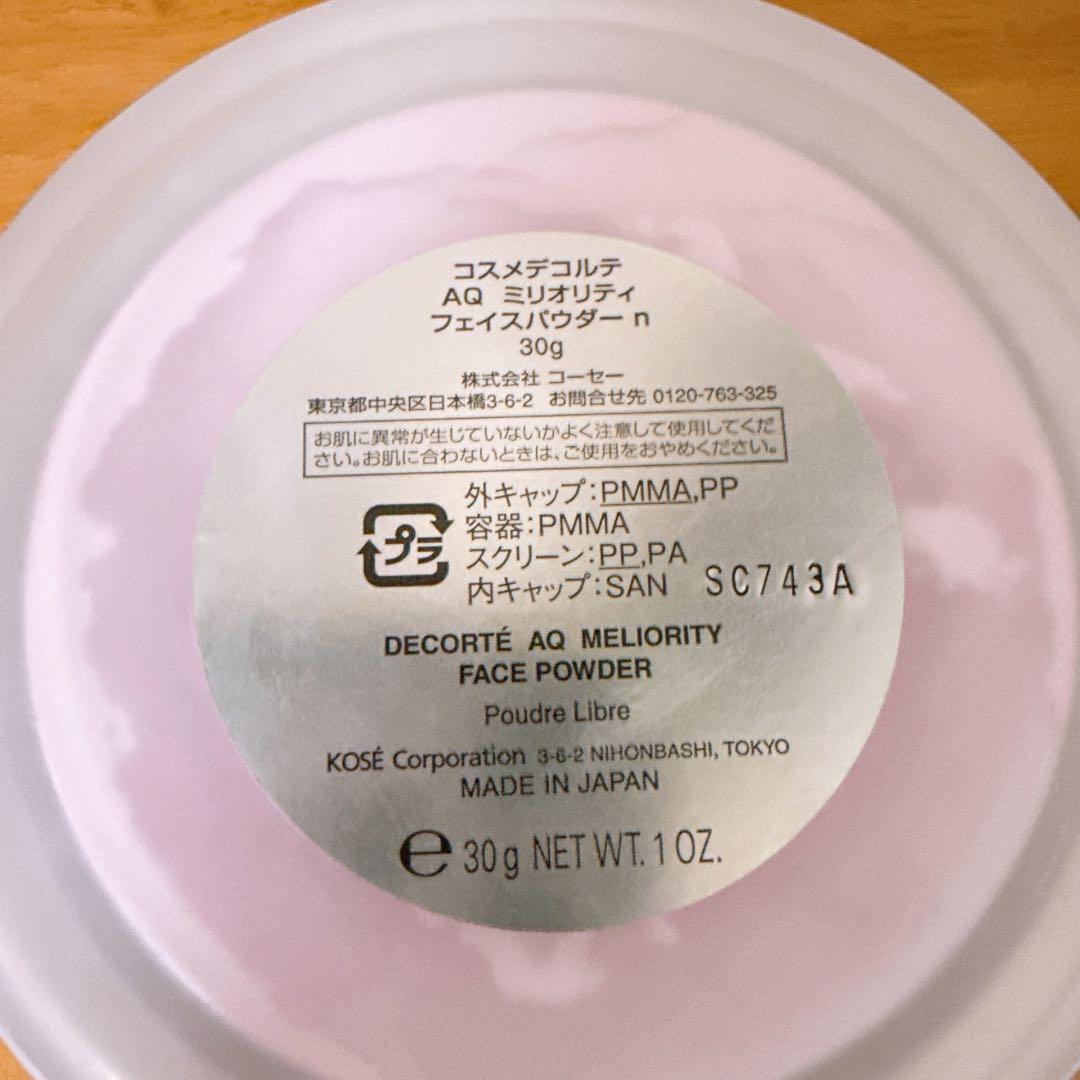 コスメデコルテ
AQ ミリオリティ
フェイスパウダー n
30g
株式会社 コーセー
東京都中央区日本橋3-6-2 お問合せ先 0120-763-325
お肌に異常が生じていないかよく注意して使用してくだ
さい。お肌に合わないときは、ご使用をおやめください。
プラ
外キャップ:PMMA,PP
容器:PMMA
スクリーン:PP,PA
内キャップ:SAN SC743A
DECORTÉ AQ MELIORITY
FACE POWDER
Poudre Libre
KOSÉ Corporation 3-6-2 NIHONBASHI, TOKYO
MADE IN JAPAN
℮ 30g NET WT. 1 OZ.